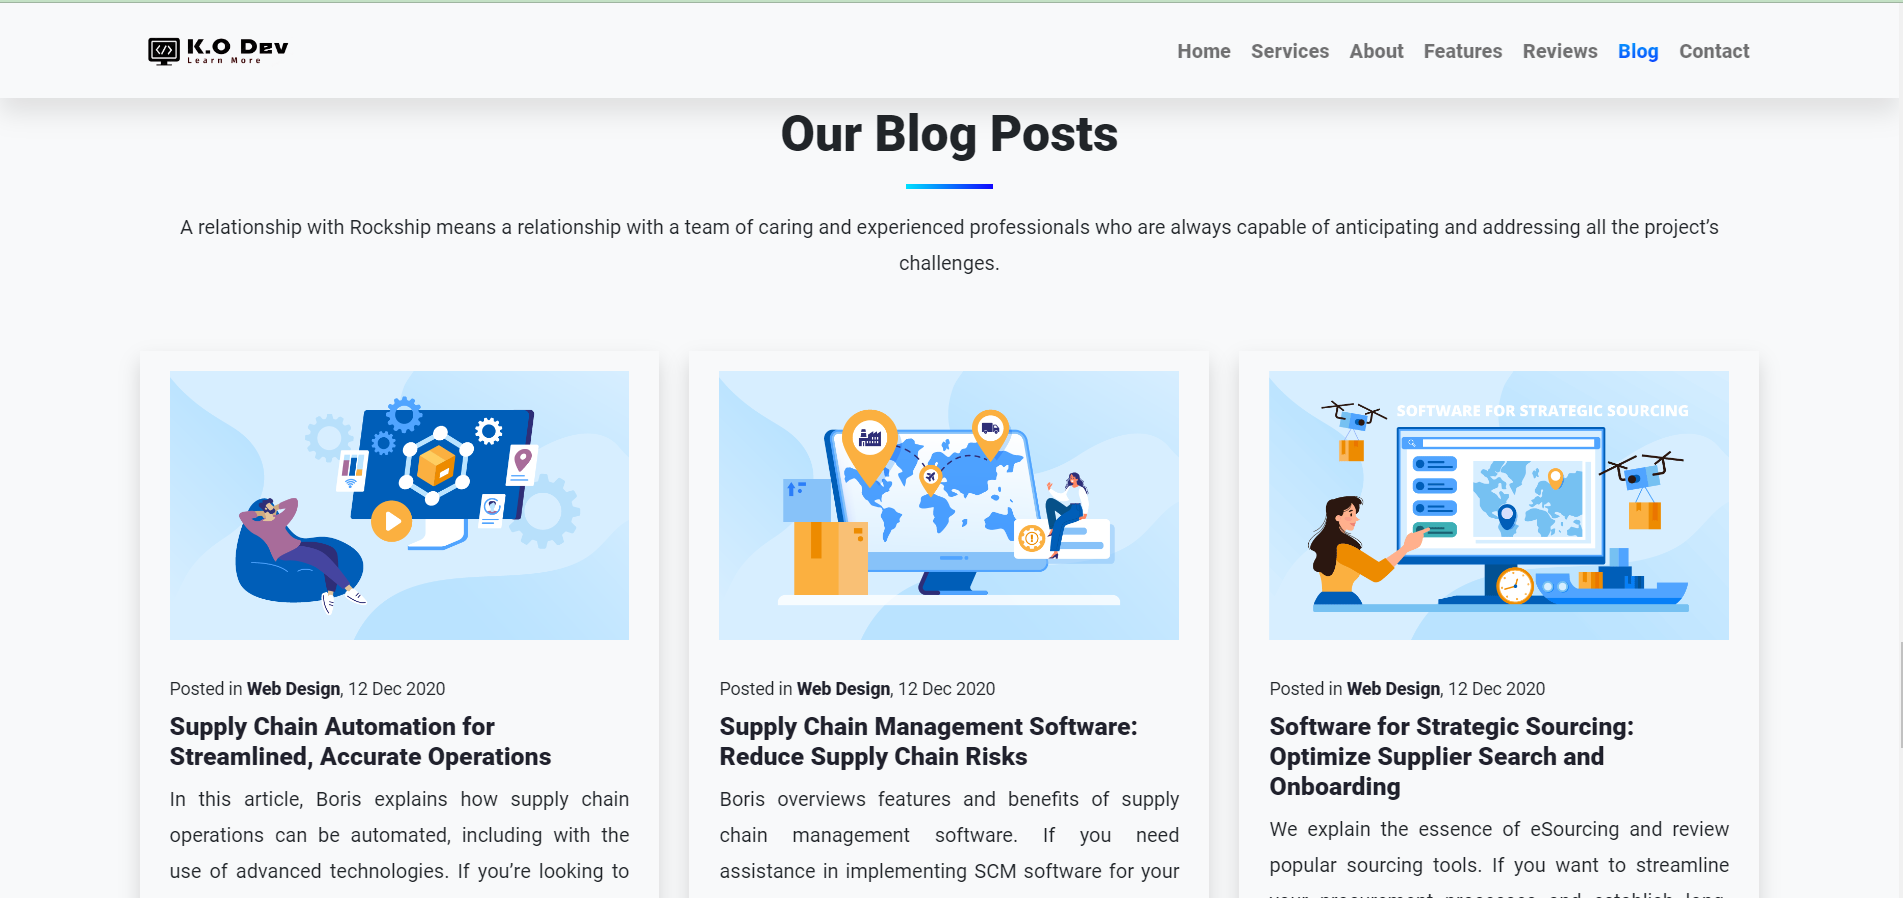 K.O Dev
Learn More
Home Services About Features Reviews Blog Contact
Our Blog Posts
A relationship with Rockship means a relationship with a team of caring and experienced professionals who are always capable of anticipating and addressing all the project’s
challenges.
SOFTWARE FOR STRATEGIC SOURCING
Posted in Web Design, 12 Dec 2020
Supply Chain Automation for
Streamlined, Accurate Operations
In this article, Boris explains how supply chain
operations can be automated, including with the
use of advanced technologies. If you’re looking to
Posted in Web Design, 12 Dec 2020
Supply Chain Management Software:
Reduce Supply Chain Risks
Boris overviews features and benefits of supply
chain management software. If you need
assistance in implementing SCM software for your
Posted in Web Design, 12 Dec 2020
Software for Strategic Sourcing:
Optimize Supplier Search and
Onboarding
We explain the essence of eSourcing and review
popular sourcing tools. If you want to streamline
your procurement processes and establish long-